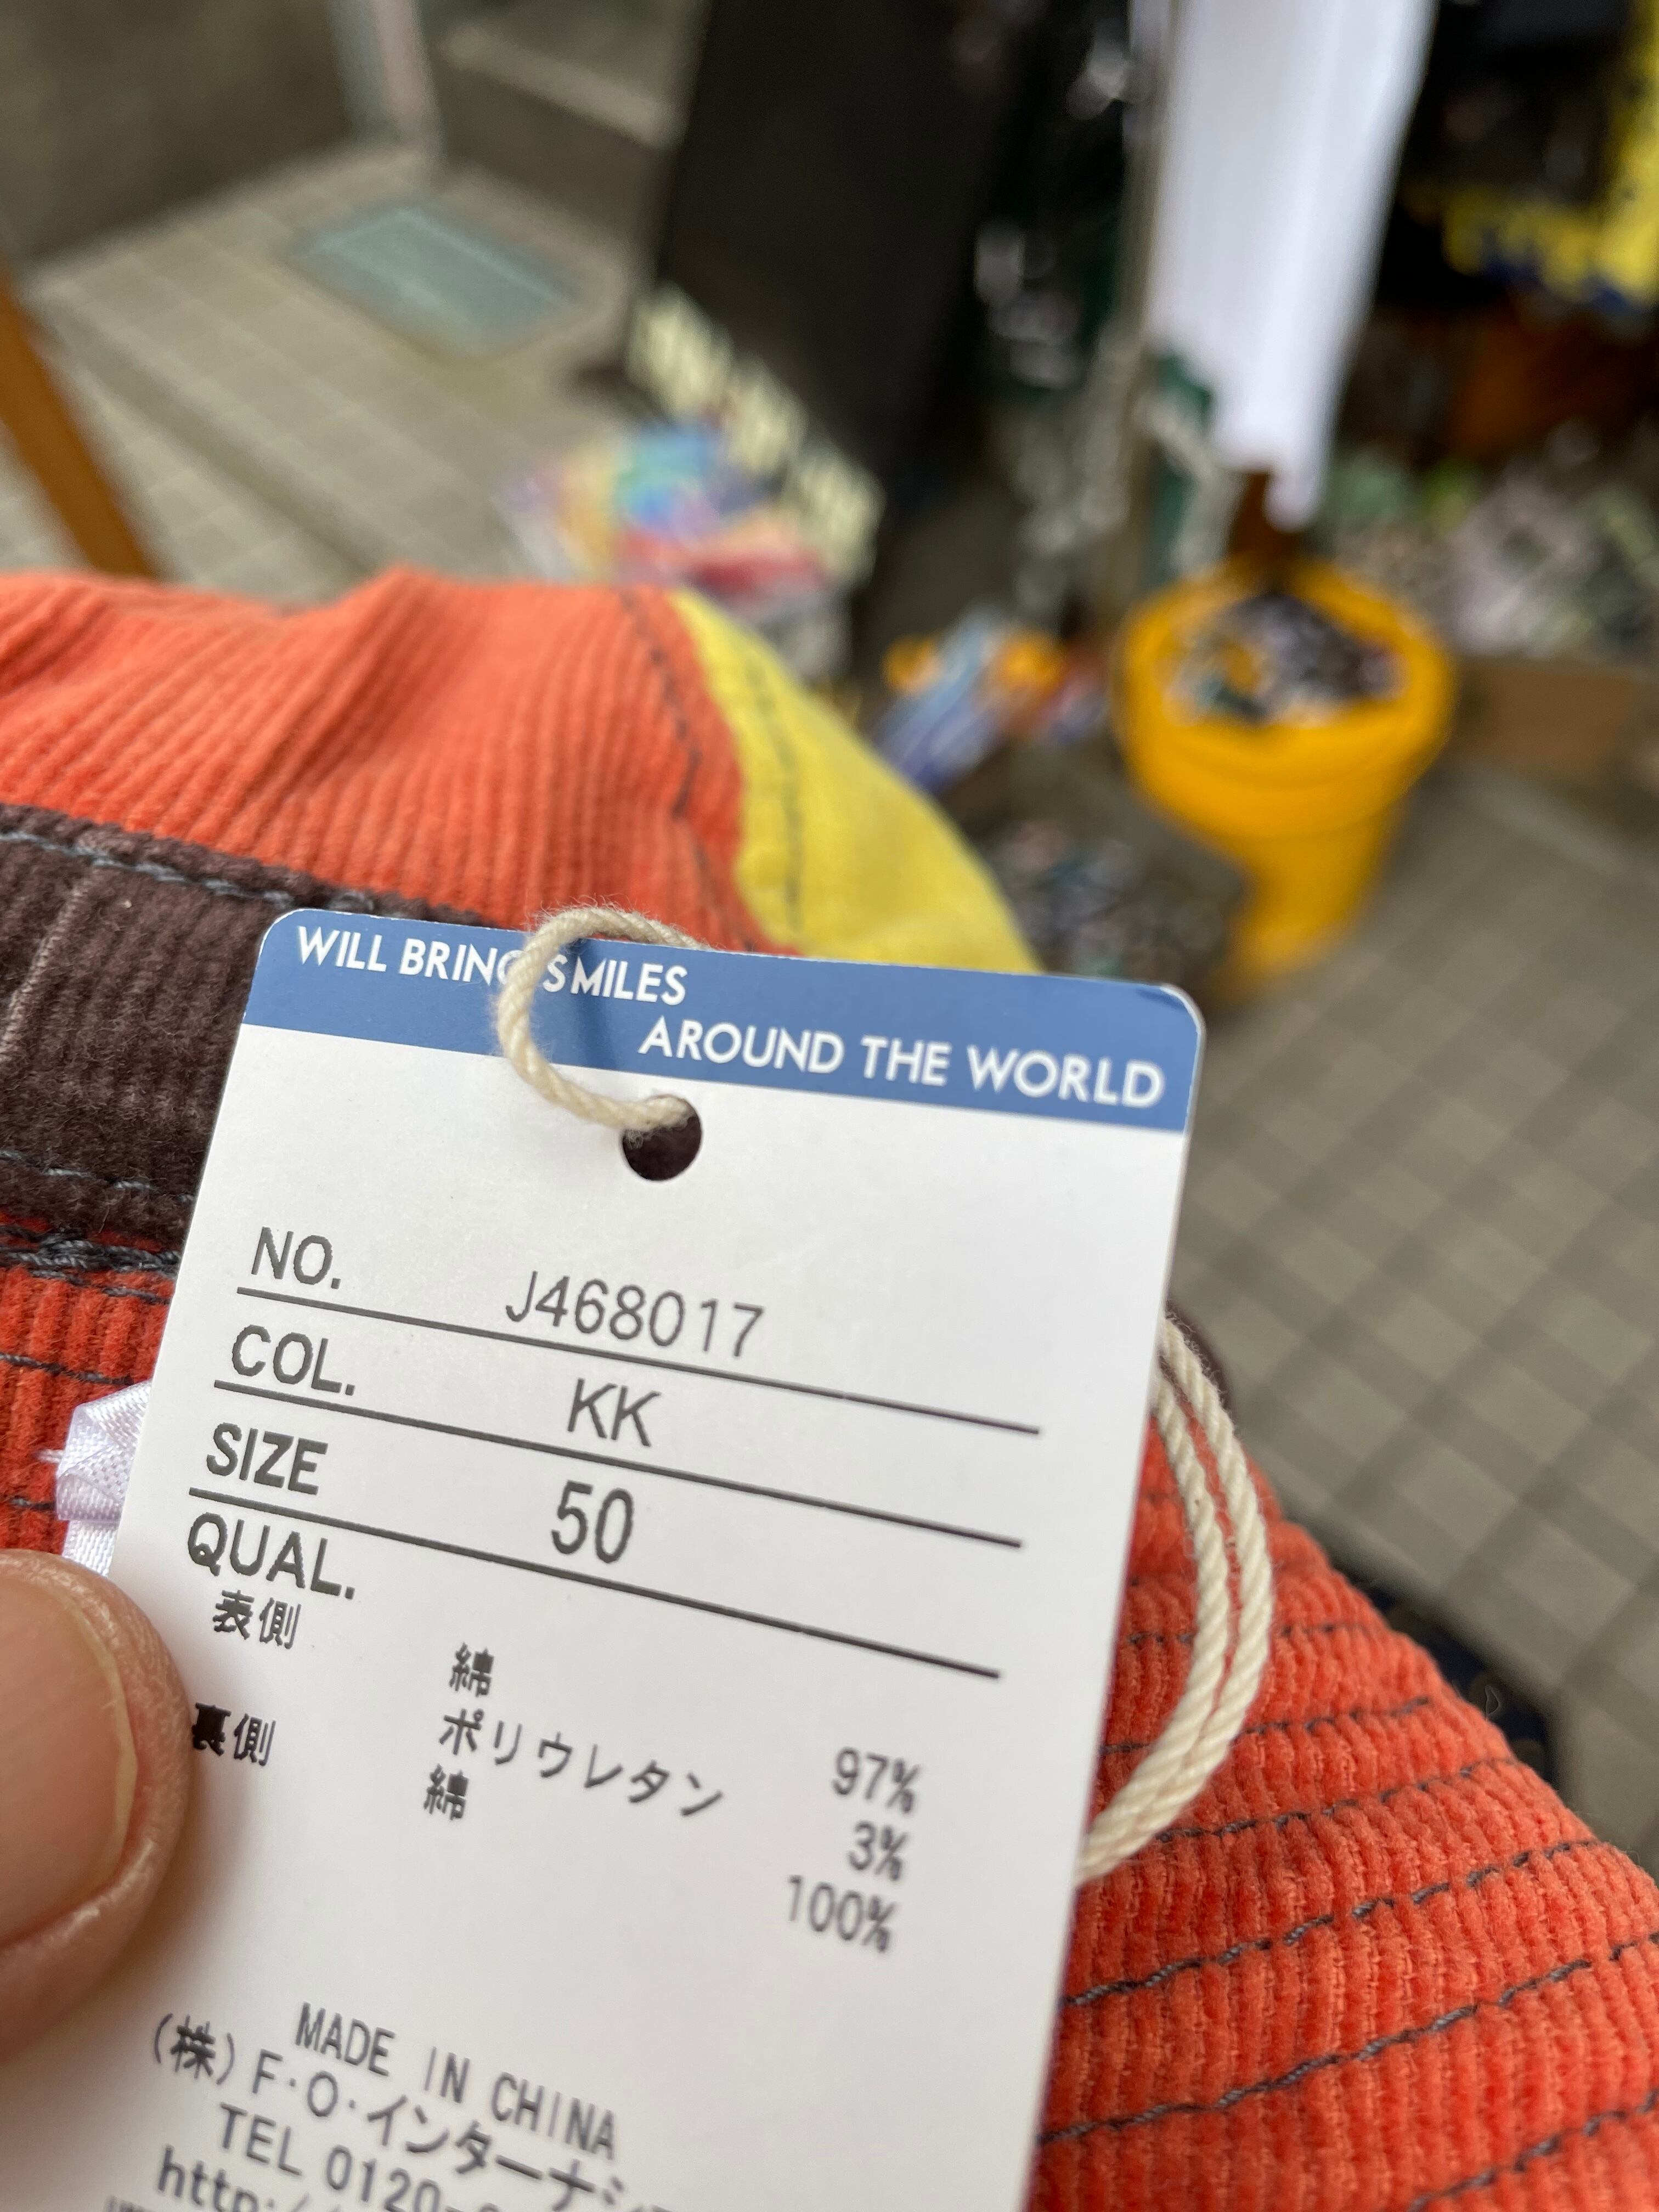 WILL BRING SMILES
AROUND THE WORLD
NO. J468017
COL. KK
SIZE 50
QUAL.
表側 綿 97%
ポリウレタン 3%
裏側 綿 100%
MADE IN CHINA
(株)F・O・インターナショ
TEL 0120-
http:/